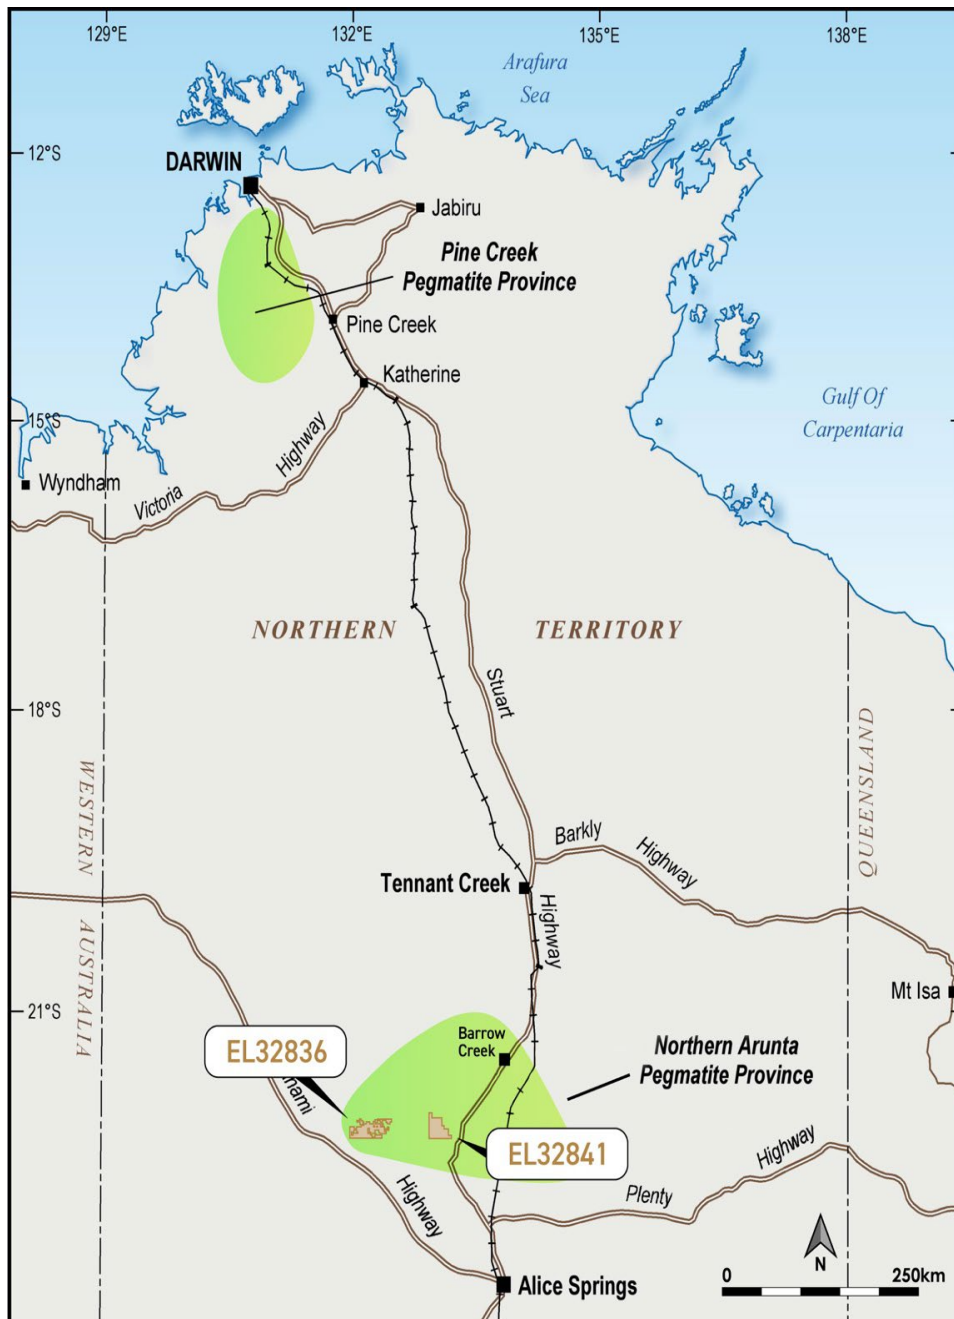 129°E
132°E
135°E
138°E
Arafura
Sea
12°S
DARWIN
Jabiru
Pine Creek
Pegmatite Province
Pine Creek
Katherine
Gulf Of
Carpentaria
15°S
Wyndham
Victoria
Highway
NORTHERN TERRITORY
Stuart
18°S
WESTERN
AUSTRALIA
QUEENSLAND
Barkly
Highway
Tennant Creek
Highway
Mt Isa
21°S
Barrow
Creek
EL32836
Northern Arunta
Pegmatite Province
nami
EL32841
Highway
Plenty
Highway
Alice Springs
N
0 250km